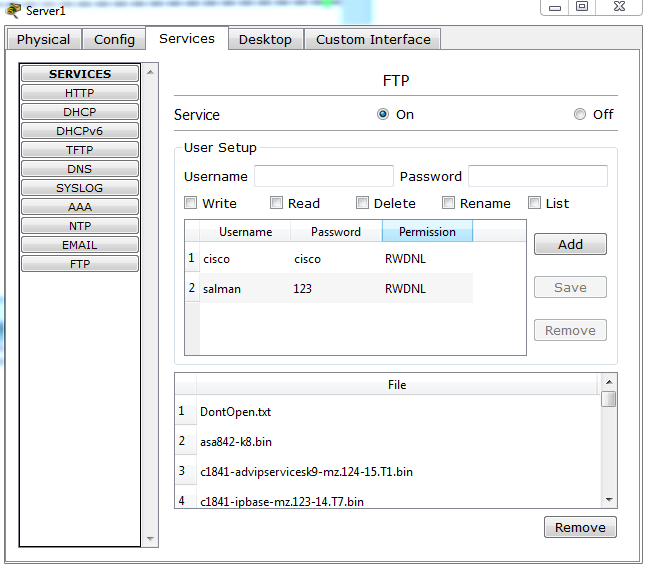 Server1
Physical Config Services Desktop Custom Interface
SERVICES
HTTP
DHCP
DHCPv6
TFTP
DNS
SYSLOG
AAA
NTP
EMAIL
FTP
FTP
Service On Off
User Setup
Username Password
Write Read Delete Rename List
Username Password Permission
1 cisco cisco RWDNL
2 salman 123 RWDNL
Add
Save
Remove
File
1 DontOpen.txt
2 asa842-k8.bin
3 c1841-advipservicesk9-mz.124-15.T1.bin
4 c1841-ipbase-mz.123-14.T7.bin
Remove